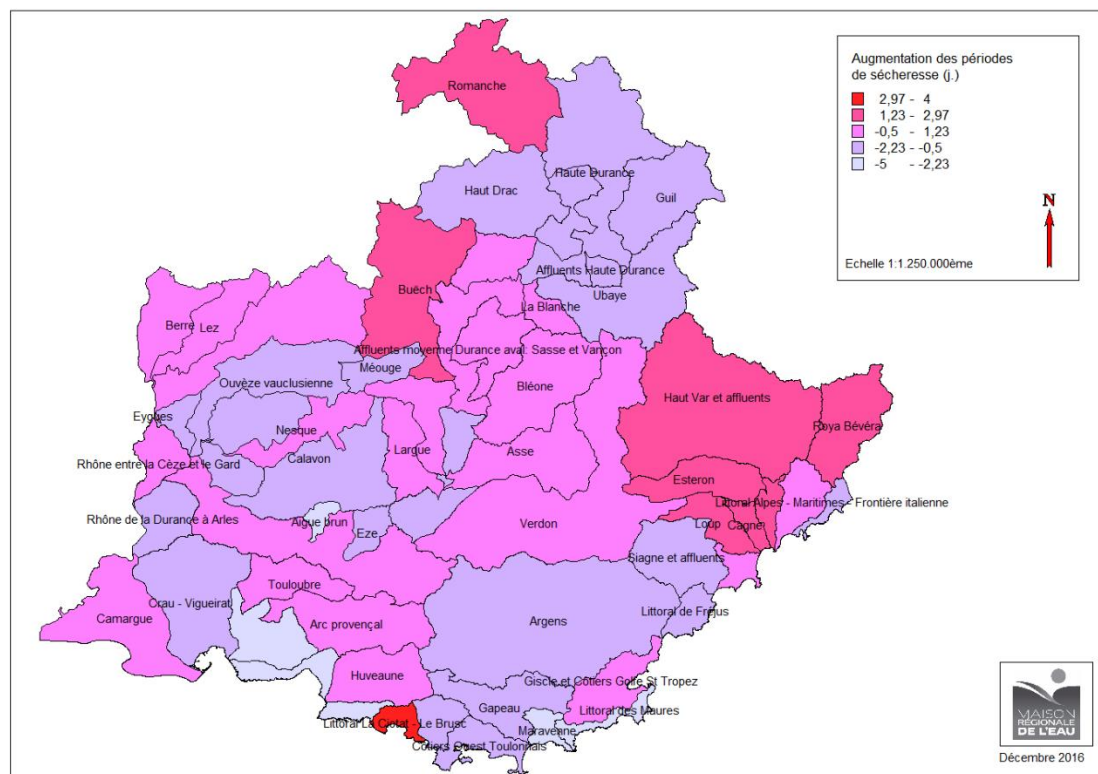 Romanche
Haute Durance
Haut Drac
Guil
Affluents Haute Durance
Ubaye
Buëch
La Blanche
Berre
Lez
Affluents moyenne Durance aval: Sasse et Vançon
Méouge
Ouvèze vauclusienne
Bléone
Haut Var et affluents
Eygues
Nesque
Roya Bévéra
Largue
Asse
Calavon
Rhône entre la Cèze et le Gard
Esteron
Littoral Alpes - Maritimes - Frontière italienne
Rhône de la Durance à Arles
Aigue brun
Eze
Verdon
Loup
Cagne
Siagne et affluents
Touloubre
Crau - Vigueirat
Camargue
Arc provençal
Argens
Littoral de Fréjus
Huveaune
Giscle et Côtiers Golfe St Tropez
Gapeau
Littoral des Maures
Littoral La Ciotat - Le Brusc
Maravenne
Côtiers Ouest Toulonnais
Augmentation des périodes
de sécheresse (j.)
2,97 - 4
1,23 - 2,97
-0,5 - 1,23
-2,23 - -0,5
-5 - -2,23
N
Echelle 1:1.250.000ème
MAISON
RÉGIONALE
DE L'EAU
Décembre 2016